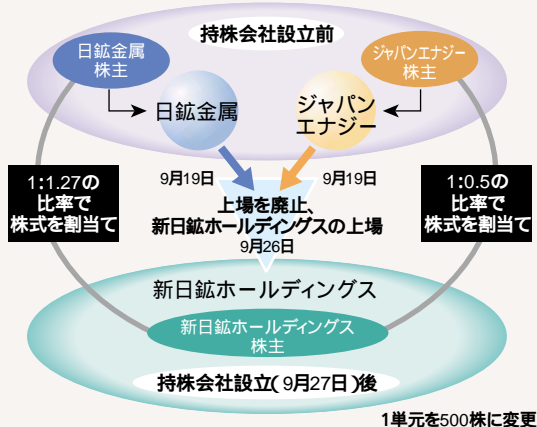 持株会社設立前
日鉱金属
株主
ジャパンエナジー
株主
日鉱金属
ジャパン
エナジー
1:1.27の
比率で
株式を割当て
9月19日
9月19日
1:0.5の
比率で
株式を割当て
上場を廃止、
新日鉱ホールディングスの上場
9月26日
新日鉱ホールディングス
新日鉱ホールディングス
株主
持株会社設立(9月27日)後
1単元を500株に変更